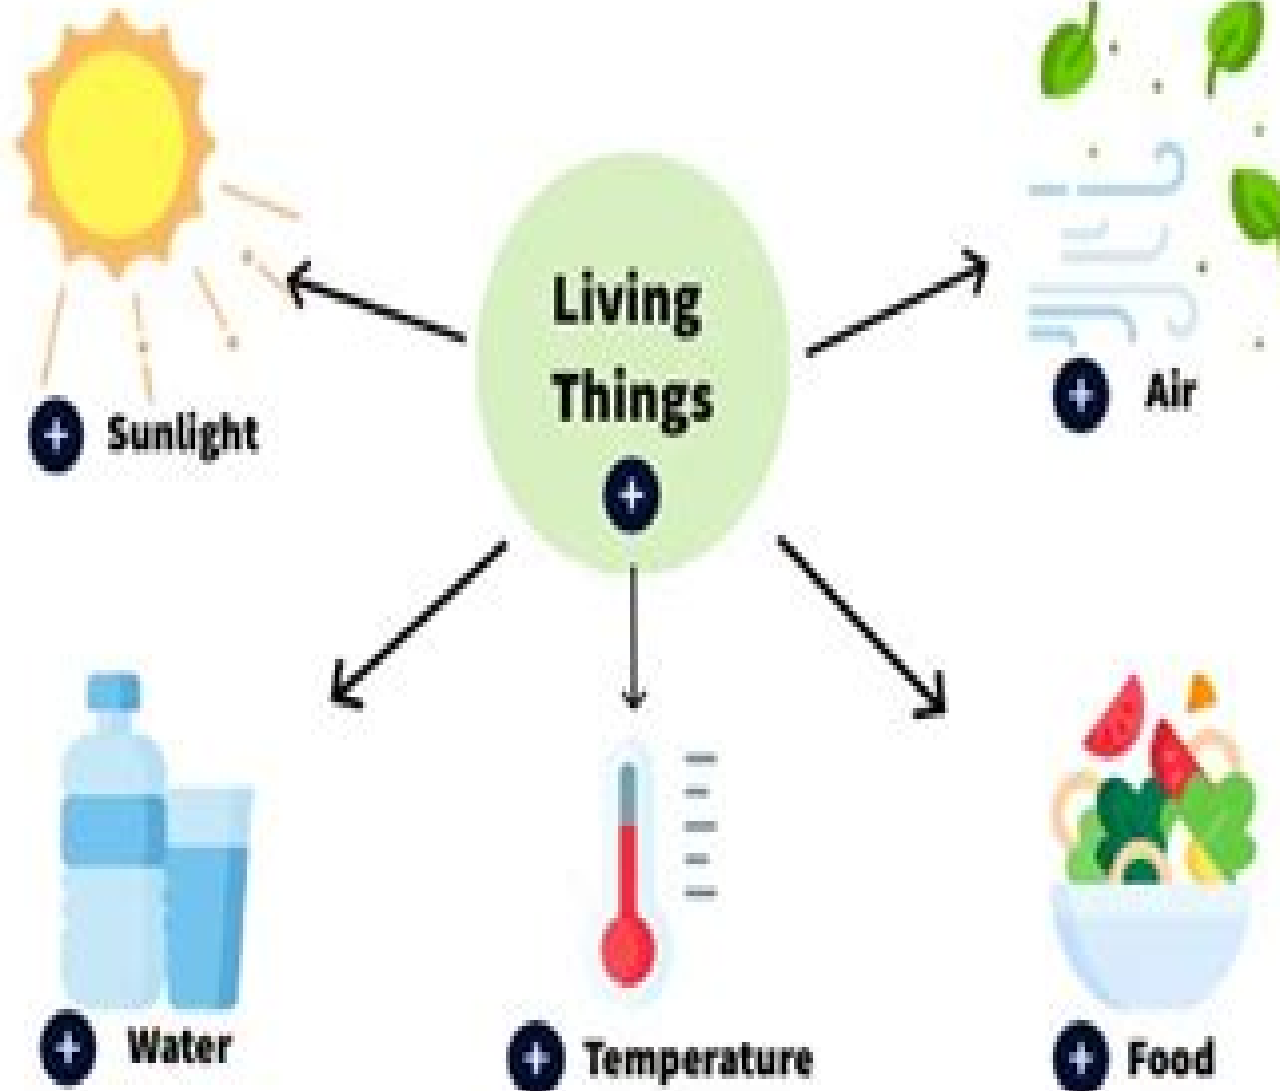 Living
Things
+
+ Sunlight
+ Air
+ Water
+ Temperature
+ Food